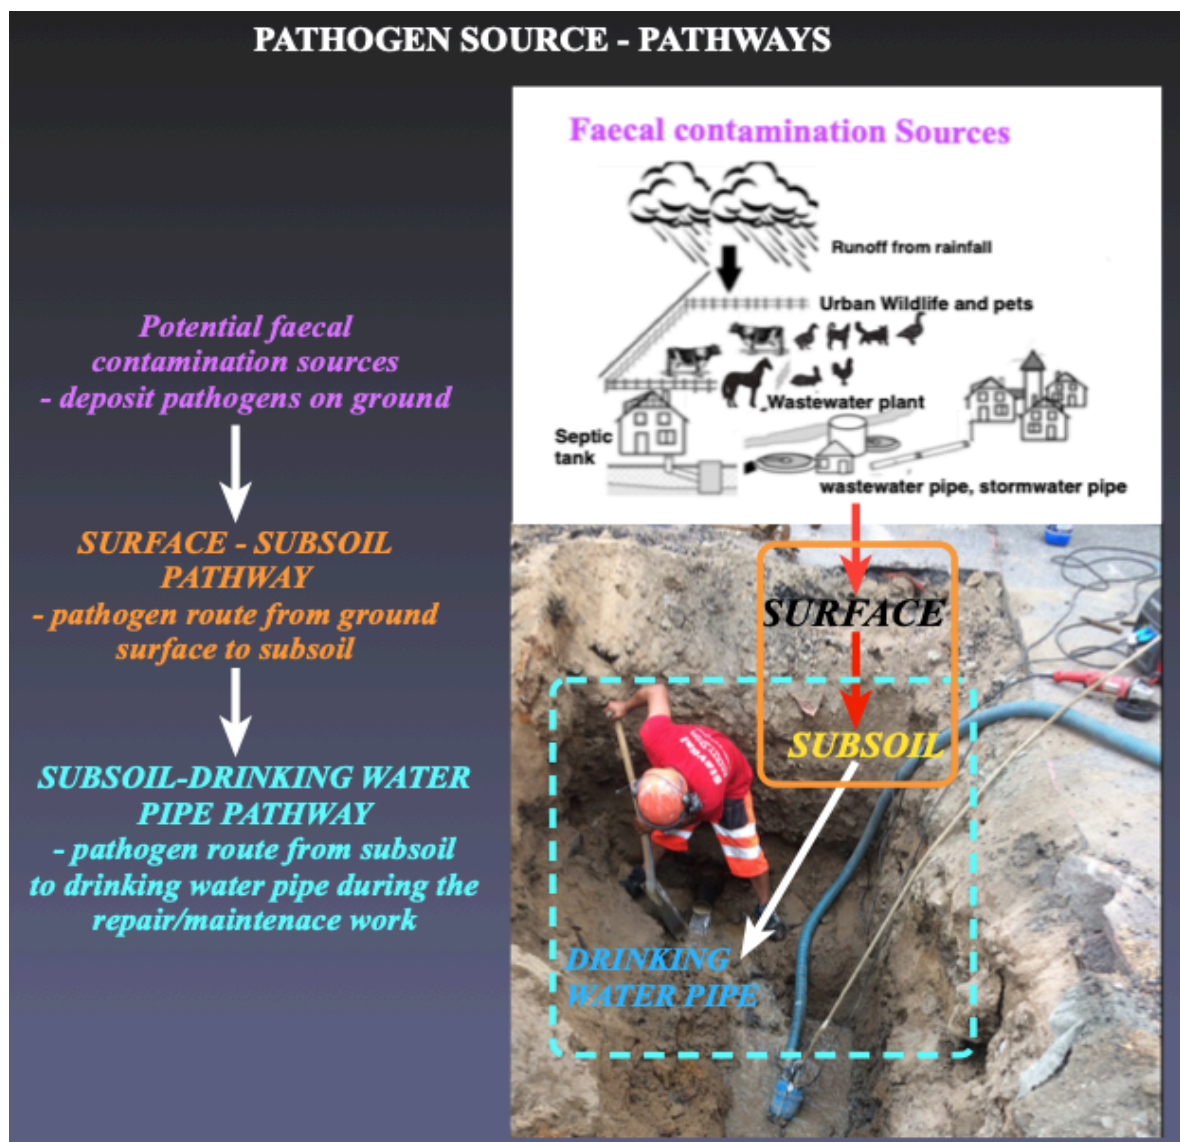 PATHOGEN SOURCE - PATHWAYS
Potential faecal
contamination sources
- deposit pathogens on ground
SURFACE - SUBSOIL
PATHWAY
- pathogen route from ground
surface to subsoil
SUBSOIL-DRINKING WATER
PIPE PATHWAY
- pathogen route from subsoil
to drinking water pipe during the
repair/maintenace work
Faecal contamination Sources
Runoff from rainfall
Urban Wildlife and pets
Wastewater plant
Septic
tank
wastewater pipe, stormwater pipe
SURFACE
SUBSOIL
DRINKING
WATER PIPE